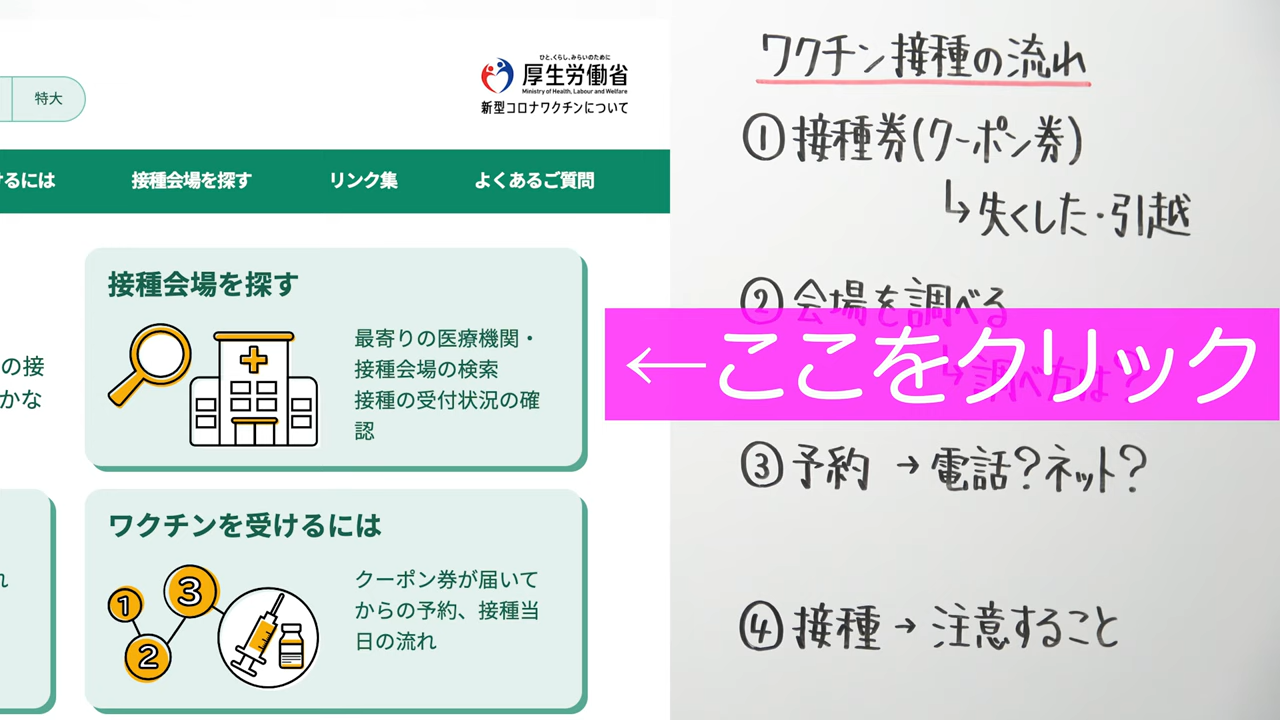 特大
ひと、くらし、みらいのために
厚生労働省
Ministry of Health, Labour and Welfare
新型コロナワクチンについて
けるには
接種会場を探す
リンク集
よくあるご質問
接種会場を探す
最寄りの医療機関・
接種会場の検索
接種の受付状況の確
認
の接
かな
ワクチンを受けるには
クーポン券が届いて
からの予約、接種当
日の流れ
1
2
3
れ
ワクチン接種の流れ
①接種券(クーポン券)
↳失くした・引越
②会場を調べる
↳調べ方は?
←ここをクリック
③予約→電話?ネット?
④接種→注意すること